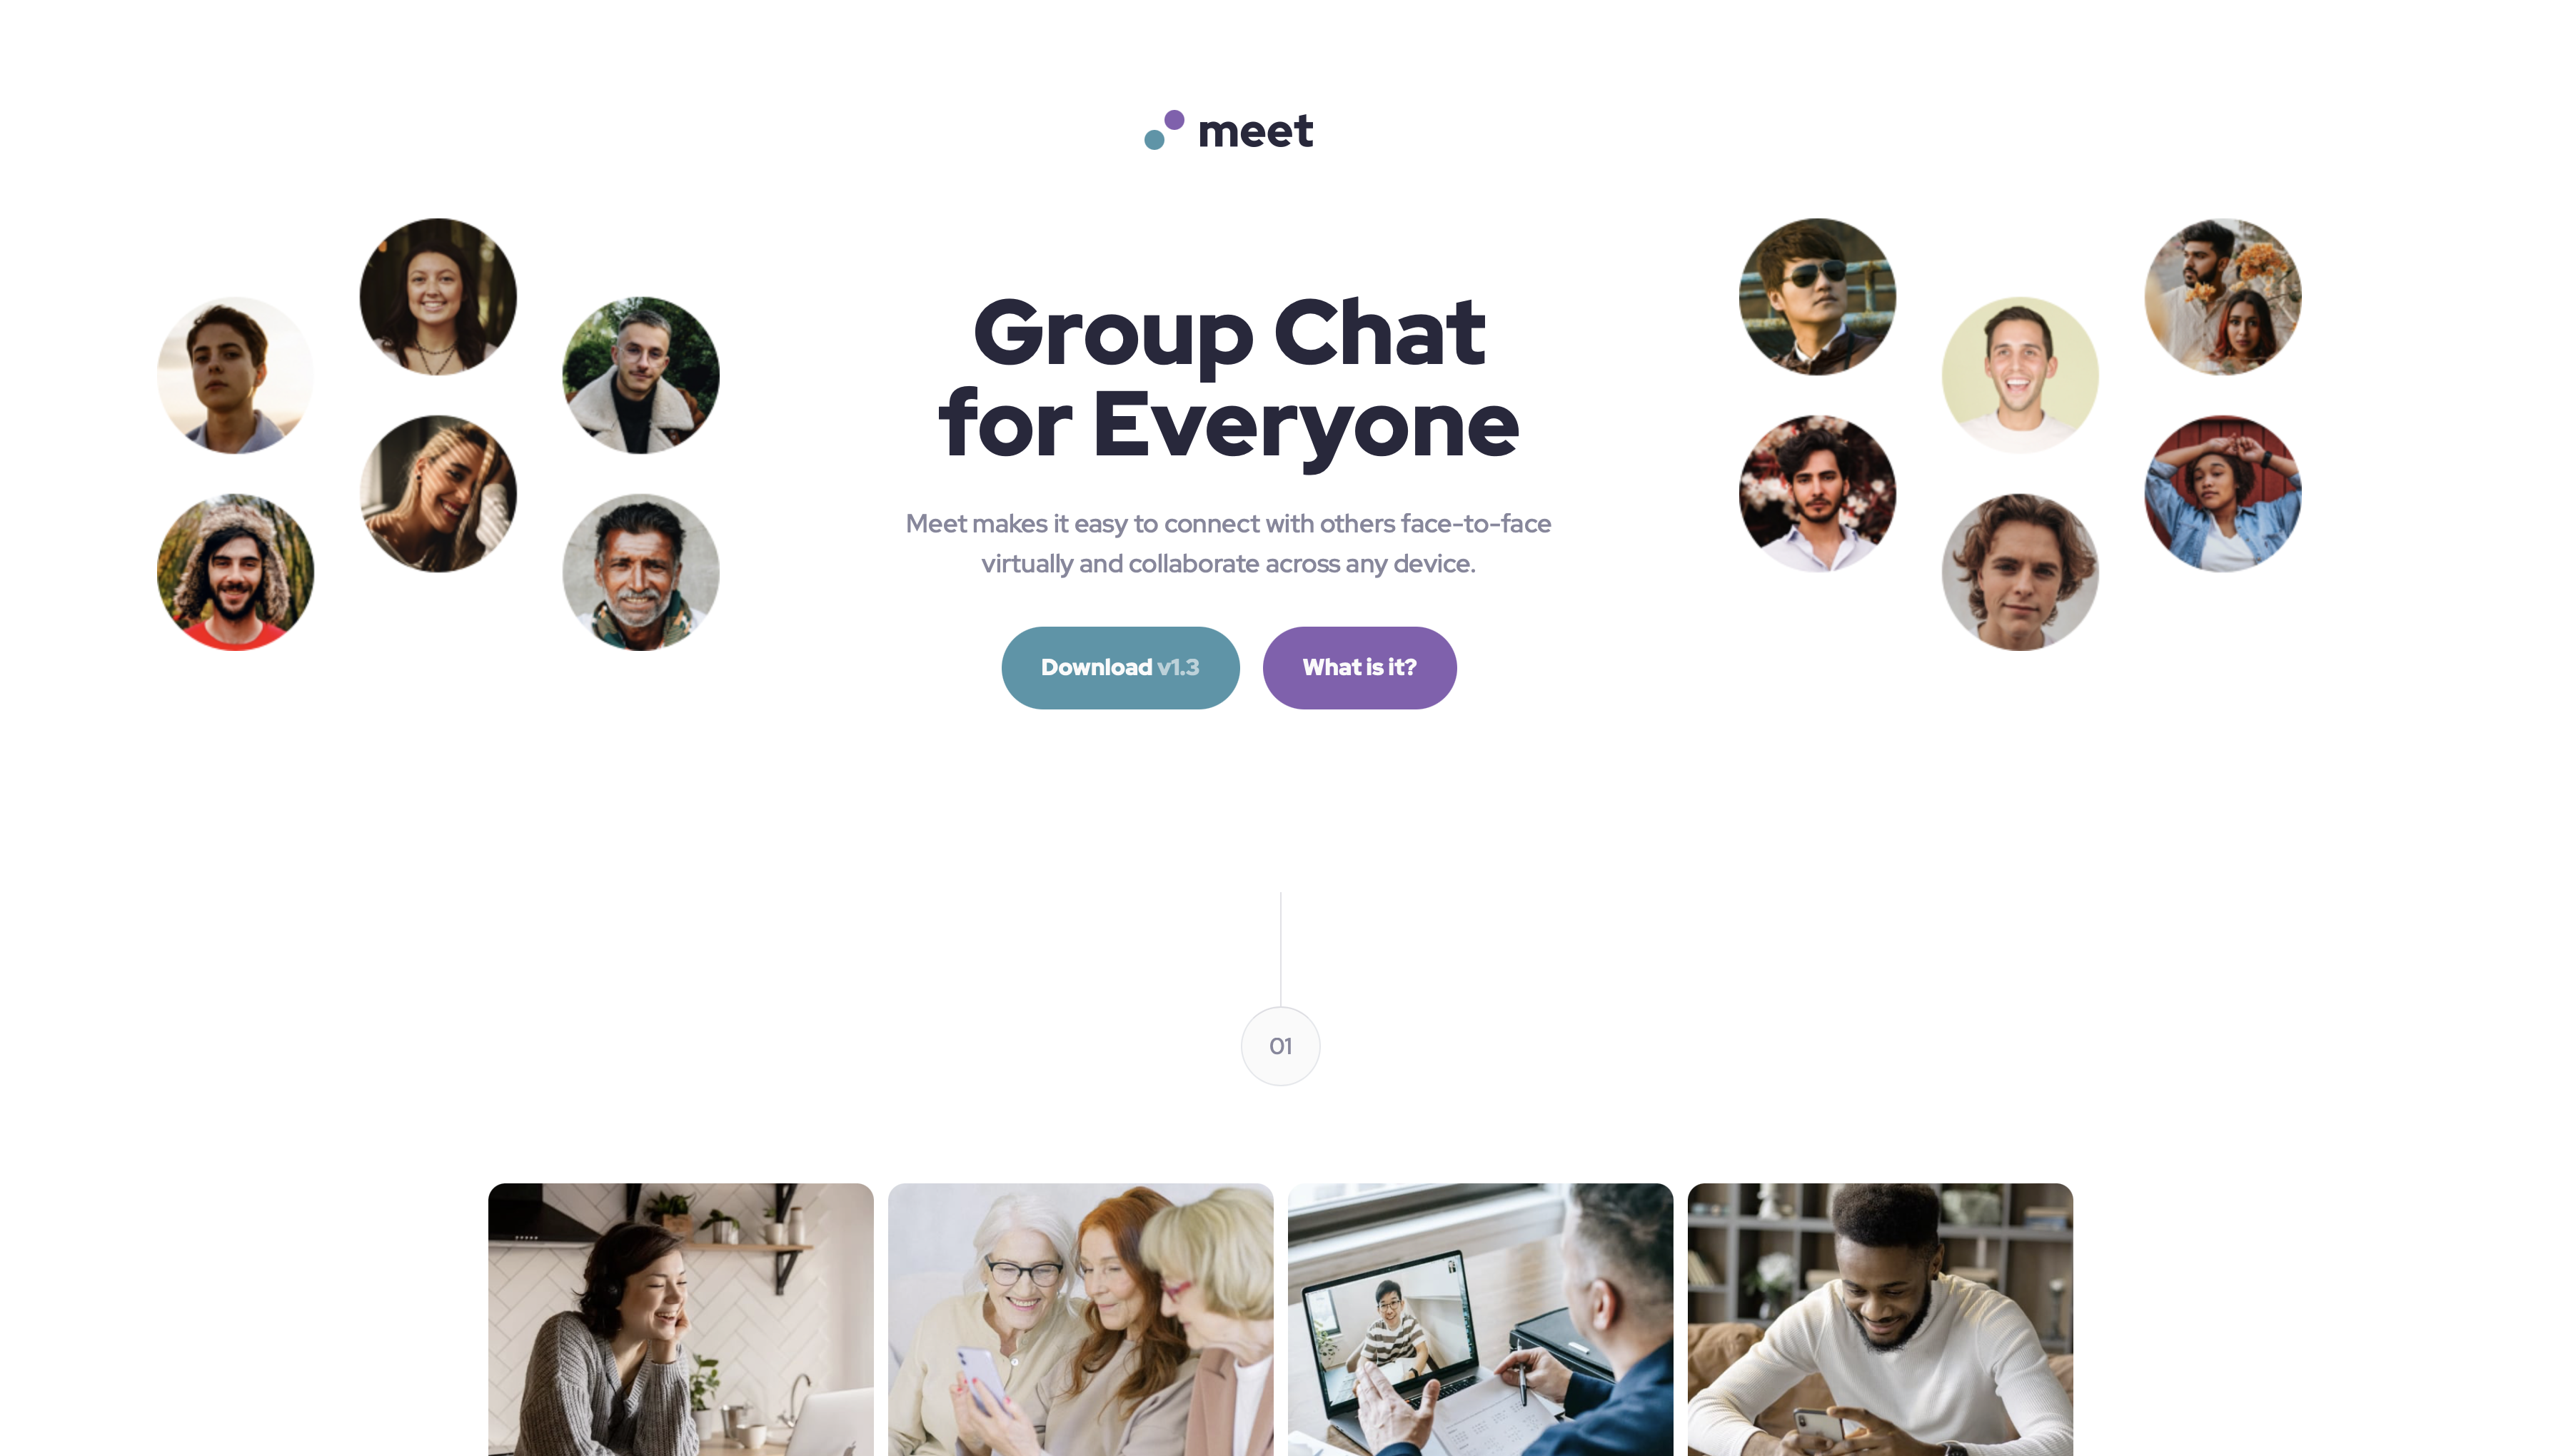 meet
Group Chat
for Everyone
Meet makes it easy to connect with others face-to-face
virtually and collaborate across any device.
Download v1.3
What is it?
01